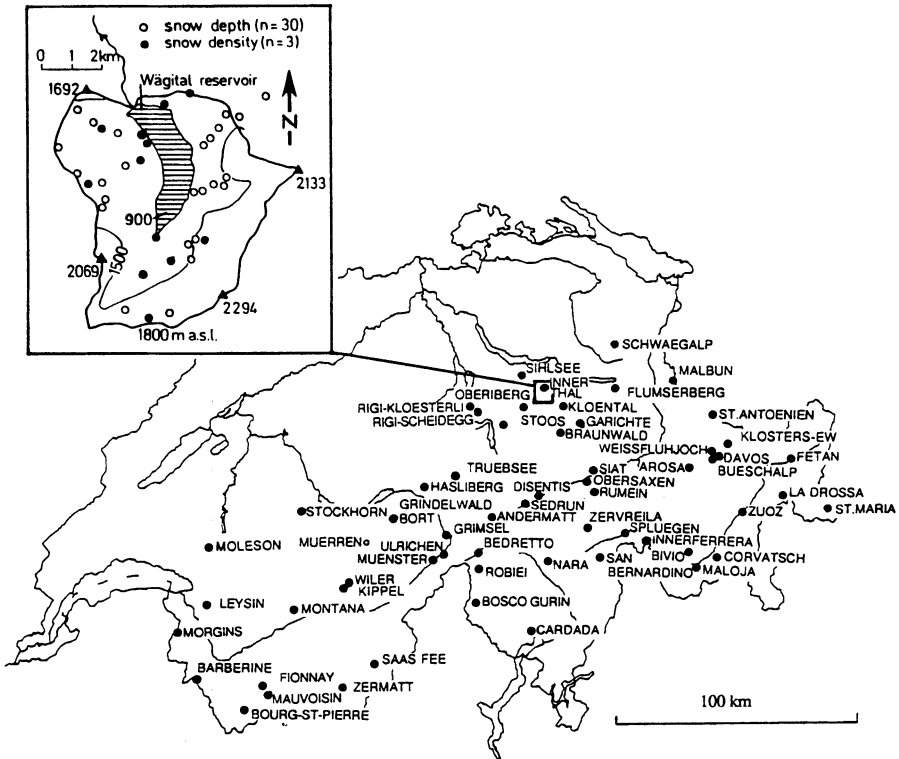 snow depth (n=30)
snow density (n=3)
0 1 2km
Wägital reservoir
1692
N
2133
900
2069
1500
2294
1800 m a.s.l.
SCHWAEGALP
SIHLSEE
MALBUN
INNER
THAL
OBERIBERG
FLUMSERBERG
RIGI-KLOESTERLI
KLOENTAL
ST.ANTOENIEN
RIGI-SCHEIDEGG
STOOS
GARICHTE
BRAUNWALD
KLOSTERS-EW
WEISSFLUHJOCH
DAVOS
FETAN
TRUEBSEE
SIAT
AROSA
BUESCHALP
HASLIBERG
DISENTIS
OBERSAXEN
RUMEIN
LA DROSSA
GRINDELWALD
SEDRUN
STOCKHORN
BORT
ANDERMATT
ZERVREILA
ZUOZ
ST.MARIA
GRIMSEL
SPLUEGEN
MUERREN
ULRICHEN
BEDRETTO
INNERFERRERA
MOLESON
MUENSTER
NARA
SAN
BERNARDINO
BIVIO
CORVATSCH
ROBIEI
MALOJA
WILER
KIPPEL
LEYSIN
MONTANA
BOSCO GURIN
MORGINS
CARDADA
SAAS FEE
BARBERINE
FIONNAY
ZERMATT
MAUVOISIN
BOURG-ST-PIERRE
100 km